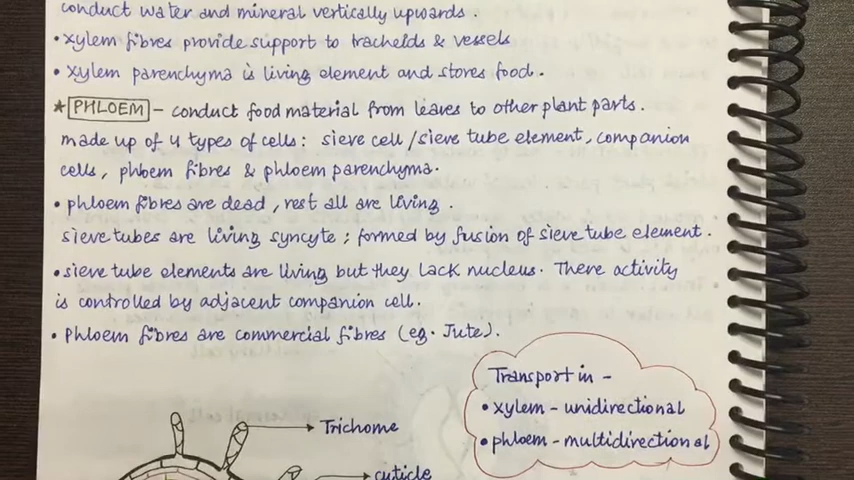 conduct water and mineral vertically upwards.
• xylem fibres provide support to tracheids & vessels
• xylem parenchyma is living element and stores food.
* PHLOEM – conduct food material from leaves to other plant parts.
made up of 4 types of cells: sieve cell/sieve tube element, companion
cells, phloem fibres & phloem parenchyma.
• phloem fibres are dead, rest all are living.
sieve tubes are living syncyte; formed by fusion of sieve tube element.
• sieve tube elements are living but they lack nucleus. There activity
is controlled by adjacent companion cell.
• Phloem fibres are commercial fibres (eg. Jute).
Transport in –
• xylem – unidirectional
• phloem – multidirectional
Trichome
cuticle